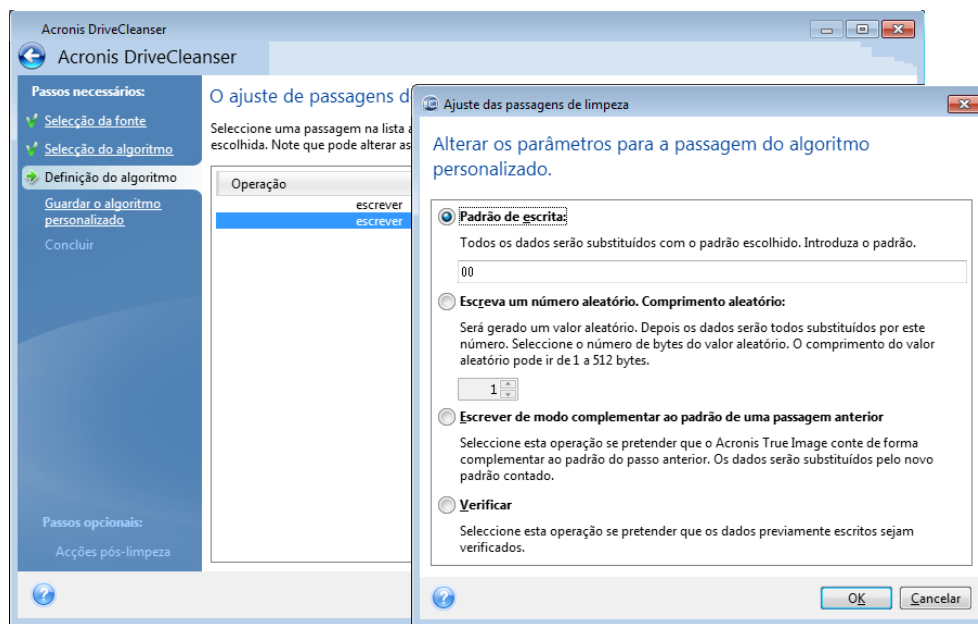 Acronis DriveCleanser
Acronis DriveCleanser
Passos necessários:
Selecção da fonte
Selecção do algoritmo
Definição do algoritmo
Guardar o algoritmo
personalizado
Concluir
Passos opcionais:
Acções pós-limpeza
O ajuste de passagens d
Seleccione uma passagem na lista a
escolhida. Note que pode alterar as
Operação
escrever
escrever
Ajuste das passagens de limpeza
Alterar os parâmetros para a passagem do algoritmo
personalizado.
Padrão de escrita:
Todos os dados serão substituídos com o padrão escolhido. Introduza o padrão.
00
Escreva um número aleatório. Comprimento aleatório:
Será gerado um valor aleatório. Depois os dados serão todos substituídos por este
número. Seleccione o número de bytes do valor aleatório. O comprimento do valor
aleatório pode ir de 1 a 512 bytes.
1
Escrever de modo complementar ao padrão de uma passagem anterior
Seleccione esta operação se pretender que o Acronis True Image conte de forma
complementar ao padrão do passo anterior. Os dados serão substituídos pelo novo
padrão contado.
Verificar
Seleccione esta operação se pretender que os dados previamente escritos sejam
verificados.
OK
Cancelar